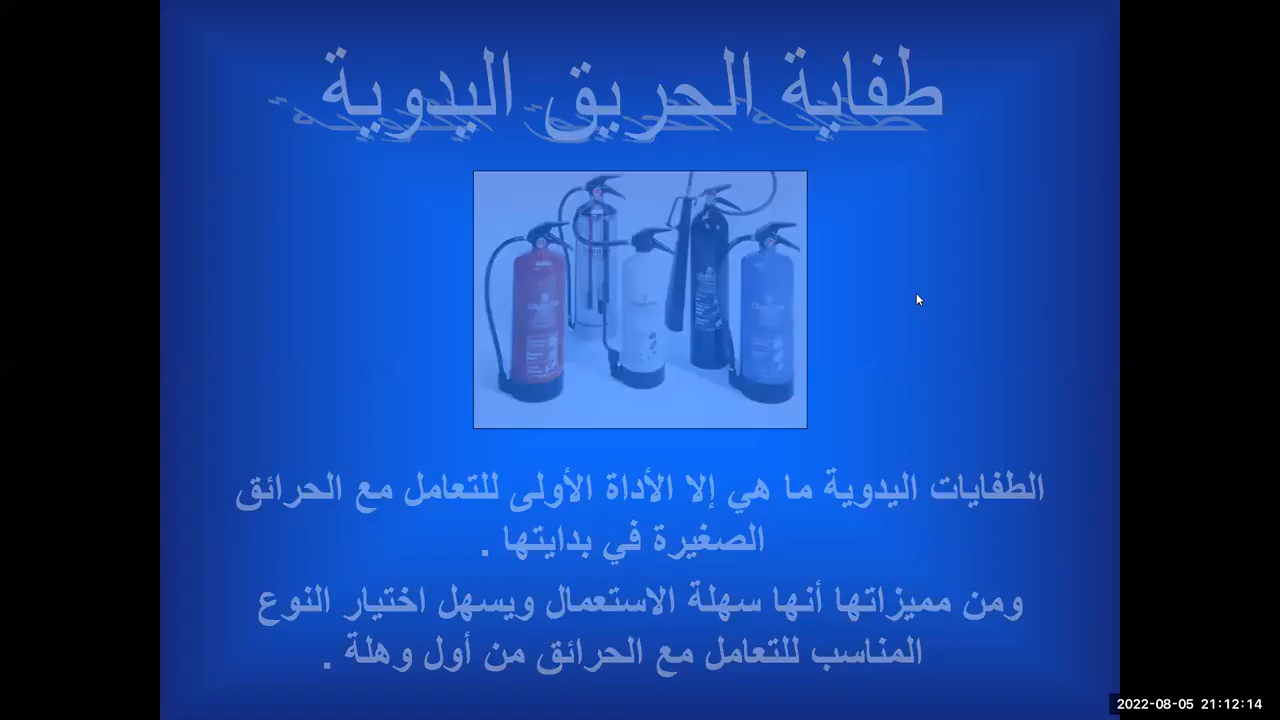 طفاية الحريق اليدوية
الطفايات اليدوية ما هي إلا الأداة الأولى للتعامل مع الحرائق
الصغيرة في بدايتها .
ومن مميزاتها أنها سهلة الاستعمال ويسهل اختيار النوع
المناسب للتعامل مع الحرائق من أول وهلة .
2022-08-05 21:12:14